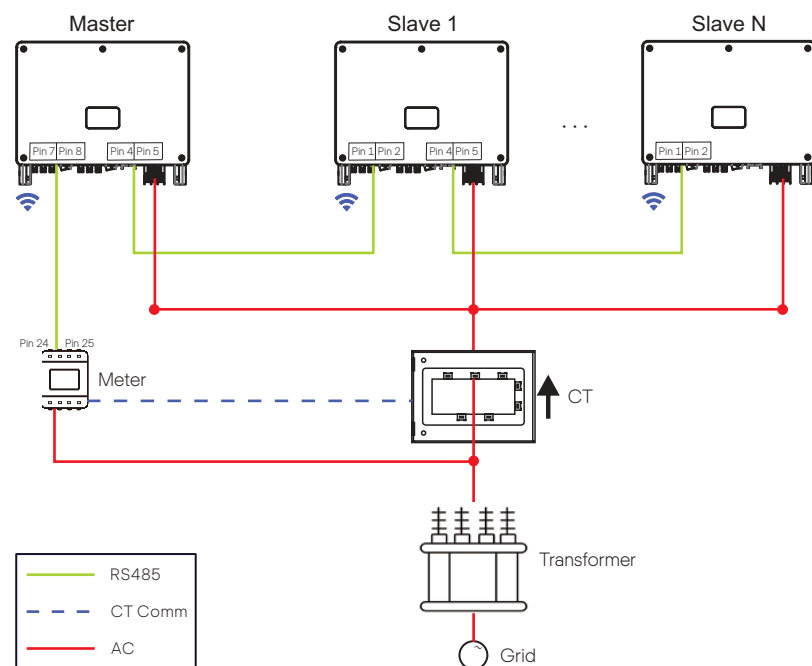 Master
Slave 1
Slave N
. . .
Pin 7 Pin 8
Pin 4 Pin 5
Pin 1 Pin 2
Pin 4 Pin 5
Pin 1 Pin 2
Pin 24 Pin 25
Meter
CT
Transformer
~
Grid
RS485
CT Comm
AC